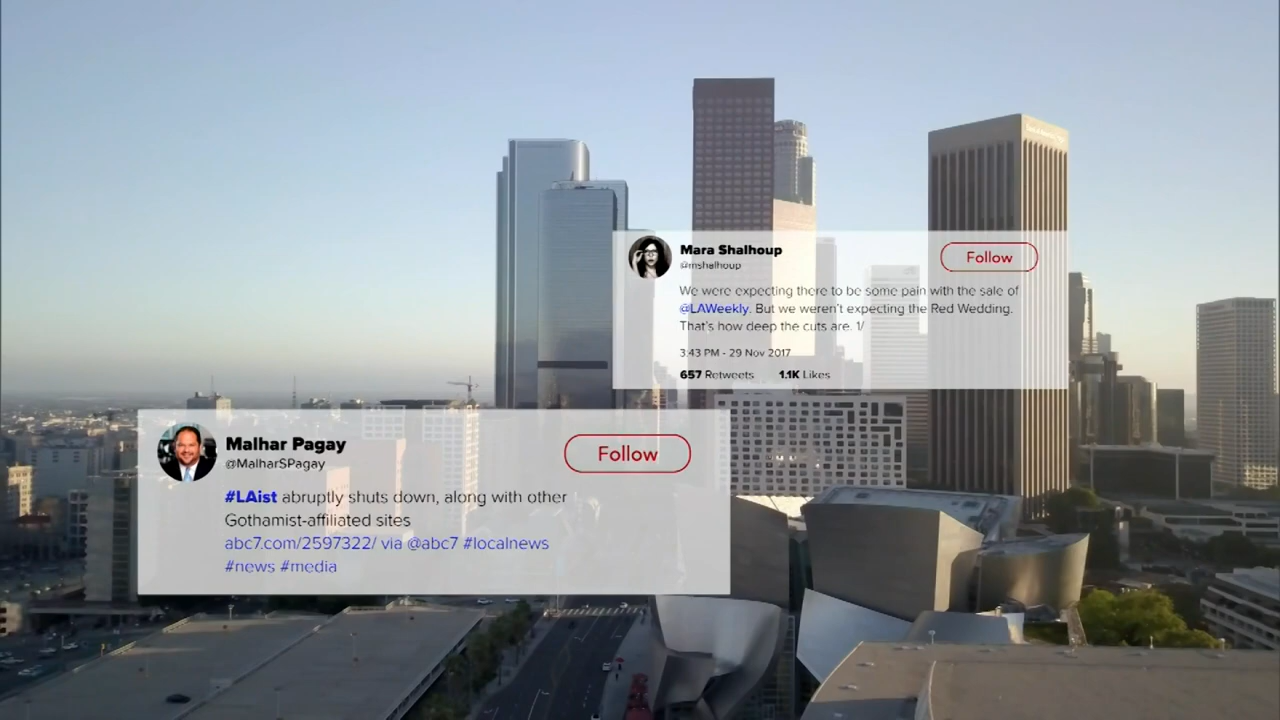 Mara Shalhoup
@mshalhoup
Follow
We were expecting there to be some pain with the sale of
@LAWeekly. But we weren't expecting the Red Wedding.
That's how deep the cuts are. 1/
3:43 PM - 29 Nov 2017
657 Retweets 1.1K Likes
Malhar Pagay
@MalharSPagay
Follow
#LAist abruptly shuts down, along with other
Gothamist-affiliated sites
abc7.com/2597322/ via @abc7 #localnews
#news #media